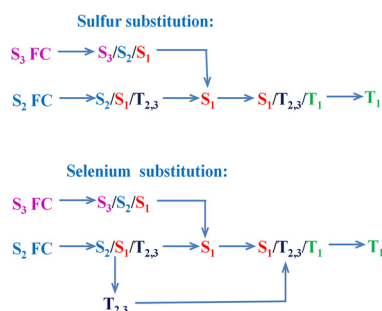 Sulfur substitution:
S₃ FC → S₃/S₂/S₁
S₂ FC → S₂/S₁/T₂,₃ → S₁ → S₁/T₂,₃/T₁ → T₁
Selenium substitution:
S₃ FC → S₃/S₂/S₁
S₂ FC → S₂/S₁/T₂,₃ → S₁ → S₁/T₂,₃/T₁ → T₁
T₂,₃